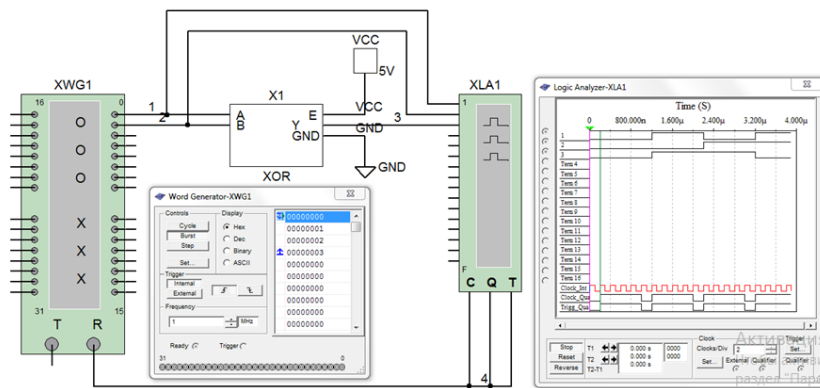 XWG1
16
0
O
O
O
X
X
X
31
15
T
R
1
2
X1
A
B
E
Y
GND
XOR
VCC
5V
VCC
3
GND
GND
XLA1
1
F
C Q T
4
Word Generator-XWG1
Controls
Cycle
Burst
Step
Set...
Display
Hex
Dec
Binary
ASCII
Trigger
Internal
External
Frequency
1
MHz
Ready
Trigger
00000000
00000001
00000002
00000003
00000000
00000000
00000000
00000000
00000000
00000000
31
0
Logic Analyzer-XLA1
Time (S)
0 800.000n 1.600µ 2.400µ 3.200µ 4.000µ
1
2
3
Term 4
Term 5
Term 6
Term 7
Term 8
Term 9
Term 10
Term 11
Term 12
Term 13
Term 14
Term 15
Term 16
Clock_Int
Clock_Qua
Trigg_Qua
Stop
Reset
Reverse
T1
T2
T2-T1
0.000 s
0.000 s
0.000 s
0000
0000
Clock
Clocks/Div
2
Set...
External
Qualifier
Trigger
Set...
Qualifier